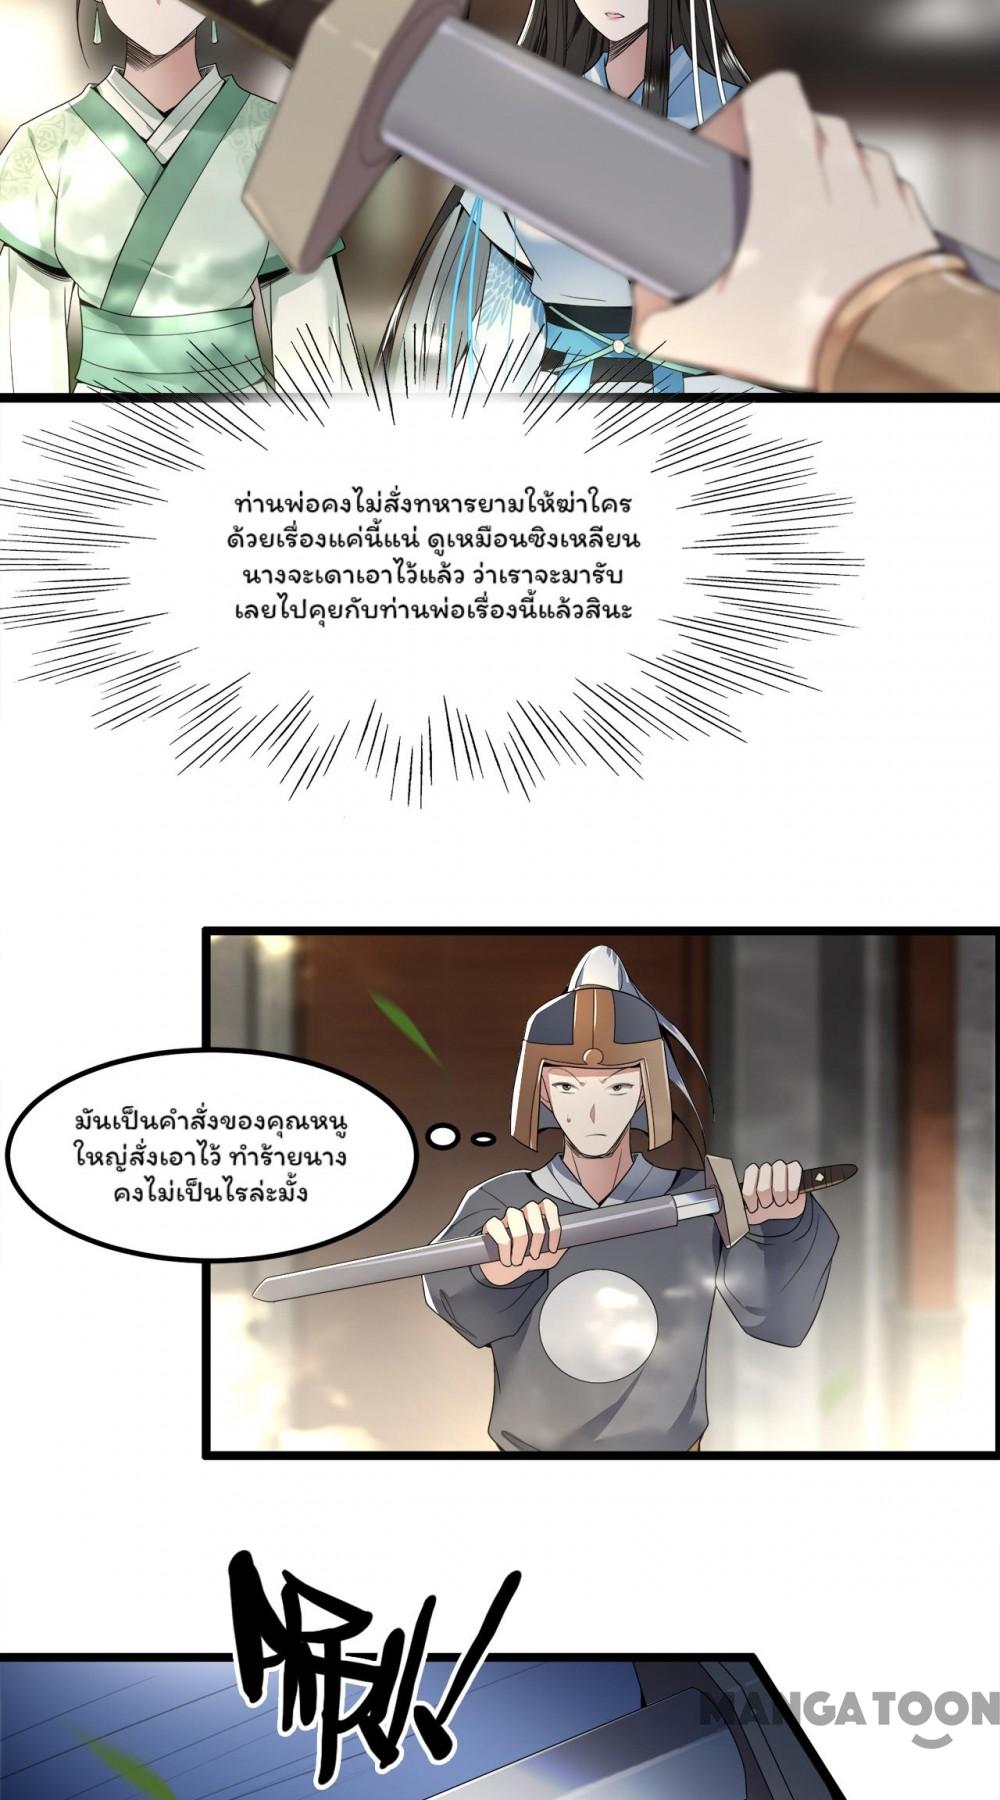 ท่านพ่อคงไม่สั่งทหารยามให้ฆ่าใคร
ด้วยเรื่องแค่นี้แน่ ดูเหมือนซิงเหลียน
นางจะเดาเอาไว้แล้ว ว่าเราจะมารับ
เลยไปคุยกับท่านพ่อเรื่องนี้แล้วสินะ
มันเป็นคำสั่งของคุณหนู
ใหญ่สั่งเอาไว้ ทำร้ายนาง
คงไม่เป็นไรล่ะมั้ง
MANGATOON